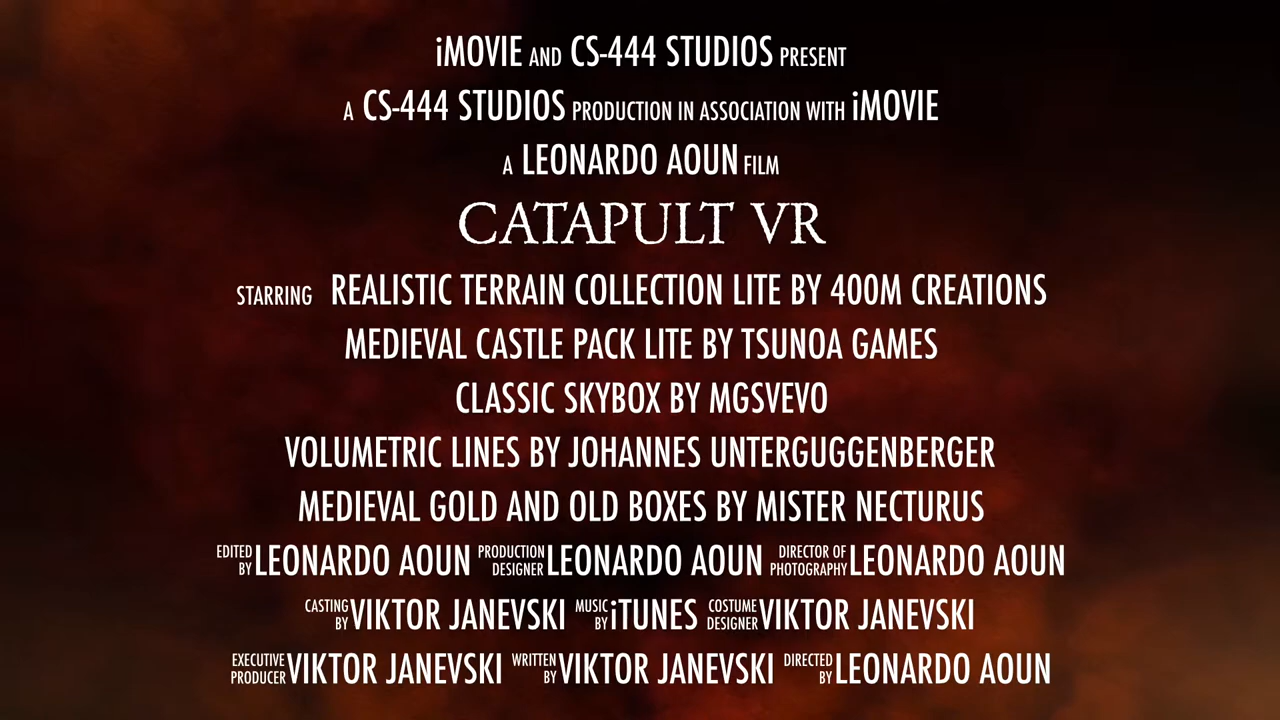 iMOVIE AND CS-444 STUDIOS PRESENT
A CS-444 STUDIOS PRODUCTION IN ASSOCIATION WITH iMOVIE
A LEONARDO AOUN FILM
CATAPULT VR
STARRING REALISTIC TERRAIN COLLECTION LITE BY 400M CREATIONS
MEDIEVAL CASTLE PACK LITE BY TSUNOA GAMES
CLASSIC SKYBOX BY MGSVEVO
VOLUMETRIC LINES BY JOHANNES UNTERGUGGENBERGER
MEDIEVAL GOLD AND OLD BOXES BY MISTER NECTURUS
EDITED BY LEONARDO AOUN PRODUCTION DESIGNER LEONARDO AOUN DIRECTOR OF PHOTOGRAPHY LEONARDO AOUN
CASTING BY VIKTOR JANEVSKI MUSIC BY iTUNES COSTUME DESIGNER VIKTOR JANEVSKI
EXECUTIVE PRODUCER VIKTOR JANEVSKI WRITTEN BY VIKTOR JANEVSKI DIRECTED BY LEONARDO AOUN